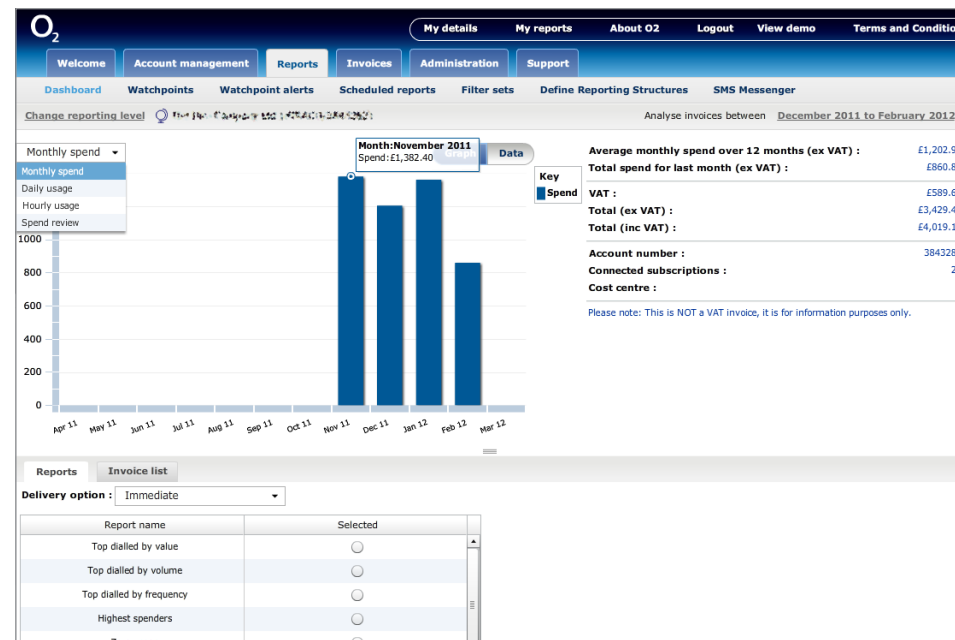 O2
My details My reports About O2 Logout View demo Terms and Conditio
Welcome Account management Reports Invoices Administration Support
Dashboard Watchpoints Watchpoint alerts Scheduled reports Filter sets Define Reporting Structures SMS Messenger
Change reporting level
Analyse invoices between December 2011 to February 2012
Monthly spend
Monthly spend
Daily usage
Hourly usage
Spend review
Month:November 2011
Spend:£1,382.40
Graph Data
Key
Spend
1000
800
600
400
200
0
Apr 11 May 11 Jun 11 Jul 11 Aug 11 Sep 11 Oct 11 Nov 11 Dec 11 Jan 12 Feb 12 Mar 12
Average monthly spend over 12 months (ex VAT) : £1,202.9
Total spend for last month (ex VAT) : £860.8
VAT : £589.6
Total (ex VAT) : £3,429.4
Total (inc VAT) : £4,019.1
Account number : 384328
Connected subscriptions : 2
Cost centre :
Please note: This is NOT a VAT invoice, it is for information purposes only.
Reports Invoice list
Delivery option : Immediate
Report name Selected
Top dialled by value
Top dialled by volume
Top dialled by frequency
Highest spenders